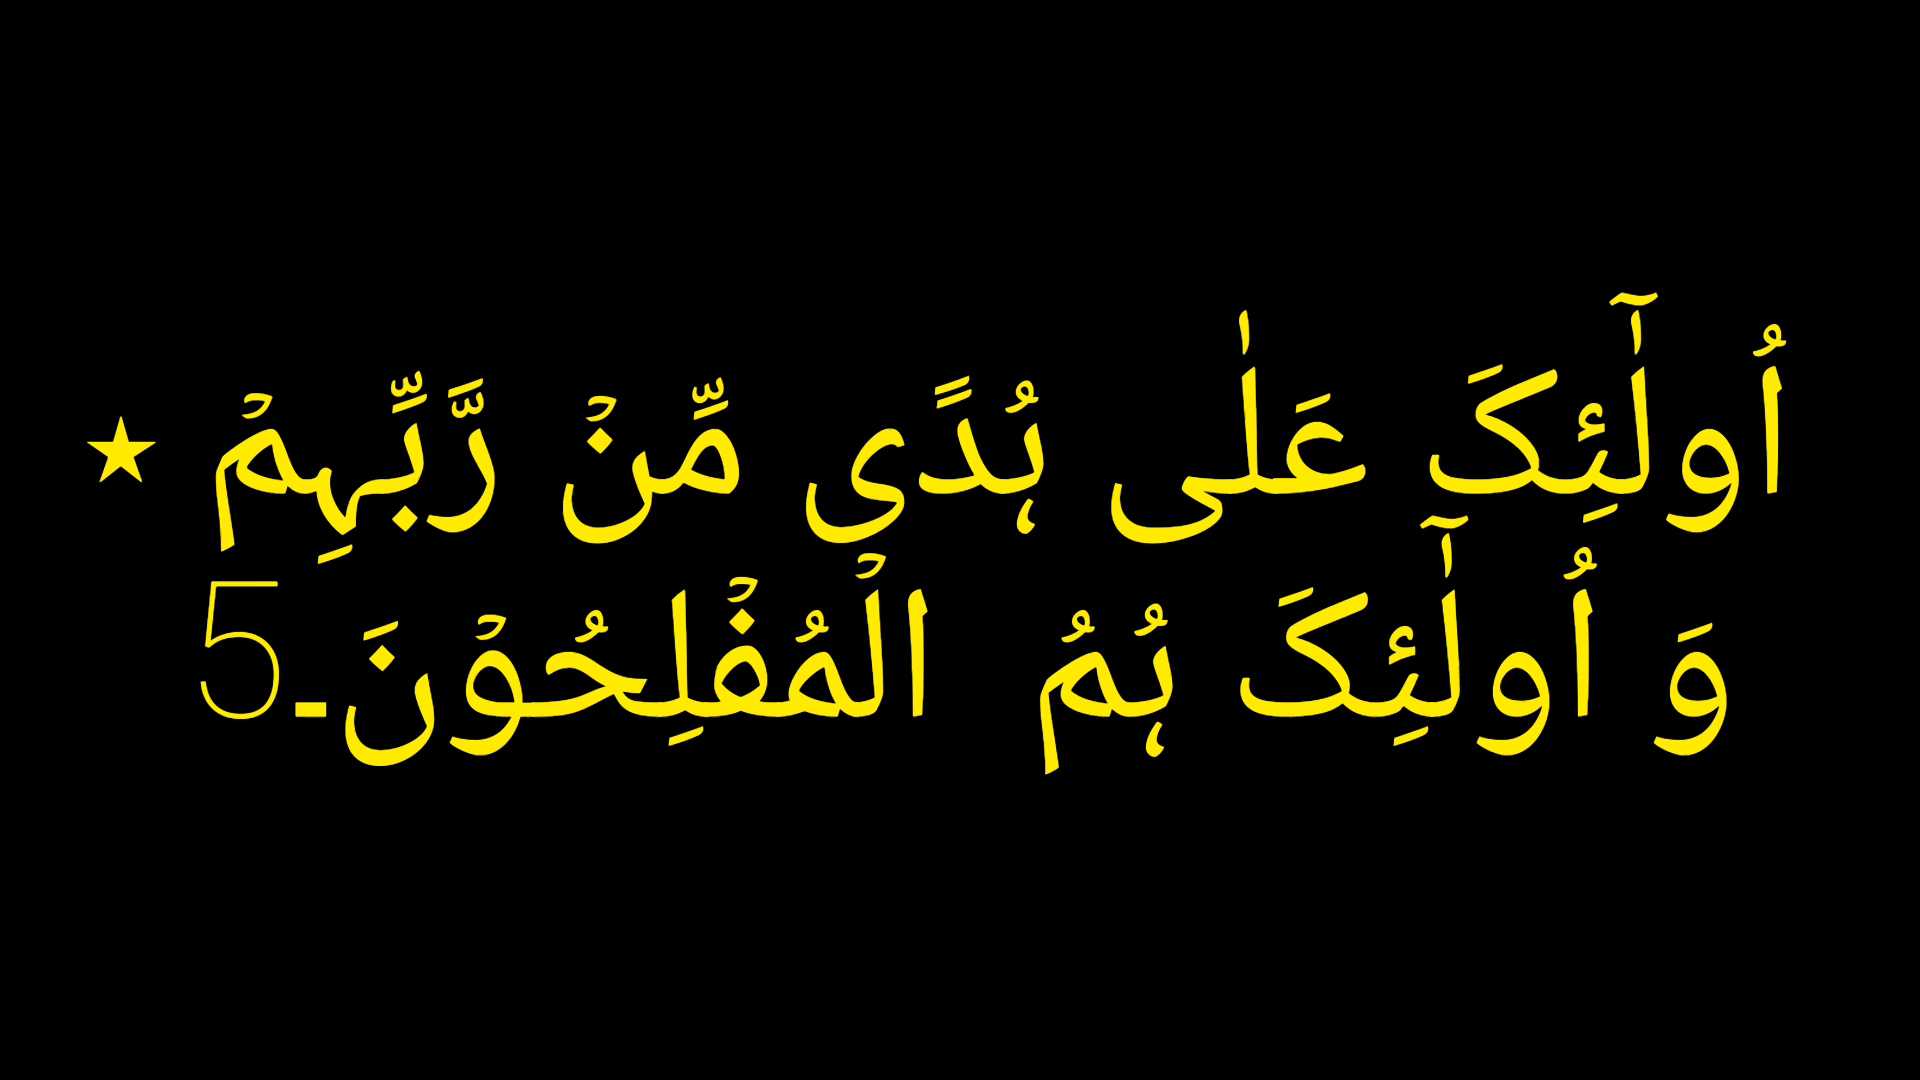 اُولٰٓئِکَ عَلٰی ہُدًی مِّنۡ رَّبِّہِمۡ ★
وَ اُولٰٓئِکَ ہُمُ  الۡمُفۡلِحُوۡنَ۔5